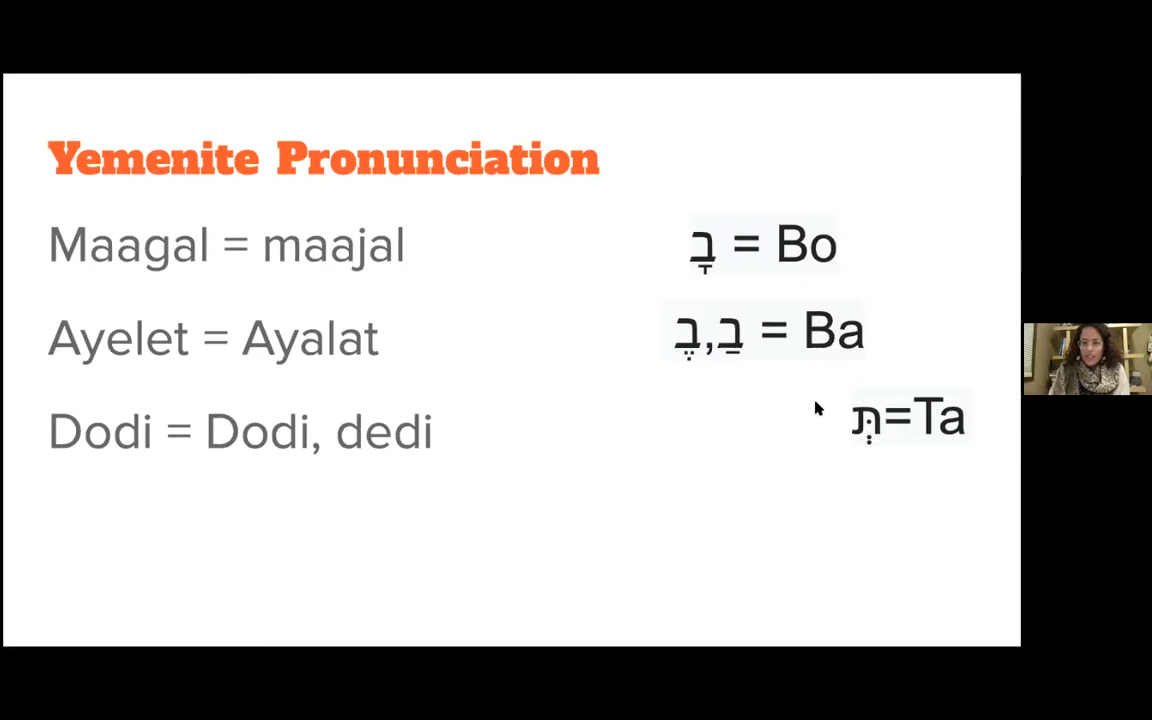 Yemenite Pronunciation
Maagal = maajal
בָ = Bo
Ayelet = Ayalat
בֶ,בַ = Ba
Dodi = Dodi, dedi
תְּ=Ta